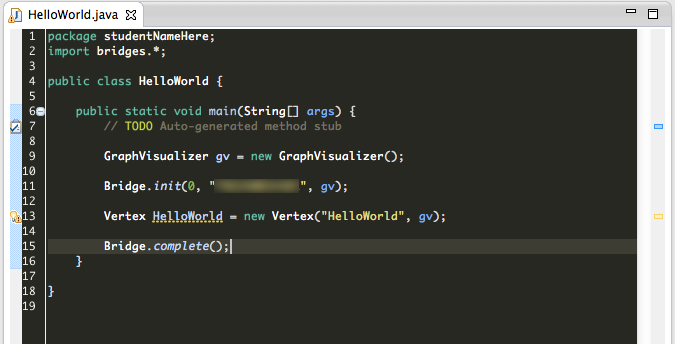 HelloWorld.java
1 package studentNameHere;
2 import bridges.*;
3
4 public class HelloWorld {
5
6 public static void main(String[] args) {
7 // TODO Auto-generated method stub
8
9 GraphVisualizer gv = new GraphVisualizer();
10
11 Bridge.init(0, "", gv);
12
13 Vertex HelloWorld = new Vertex("HelloWorld", gv);
14
15 Bridge.complete();
16 }
17
18 }
19